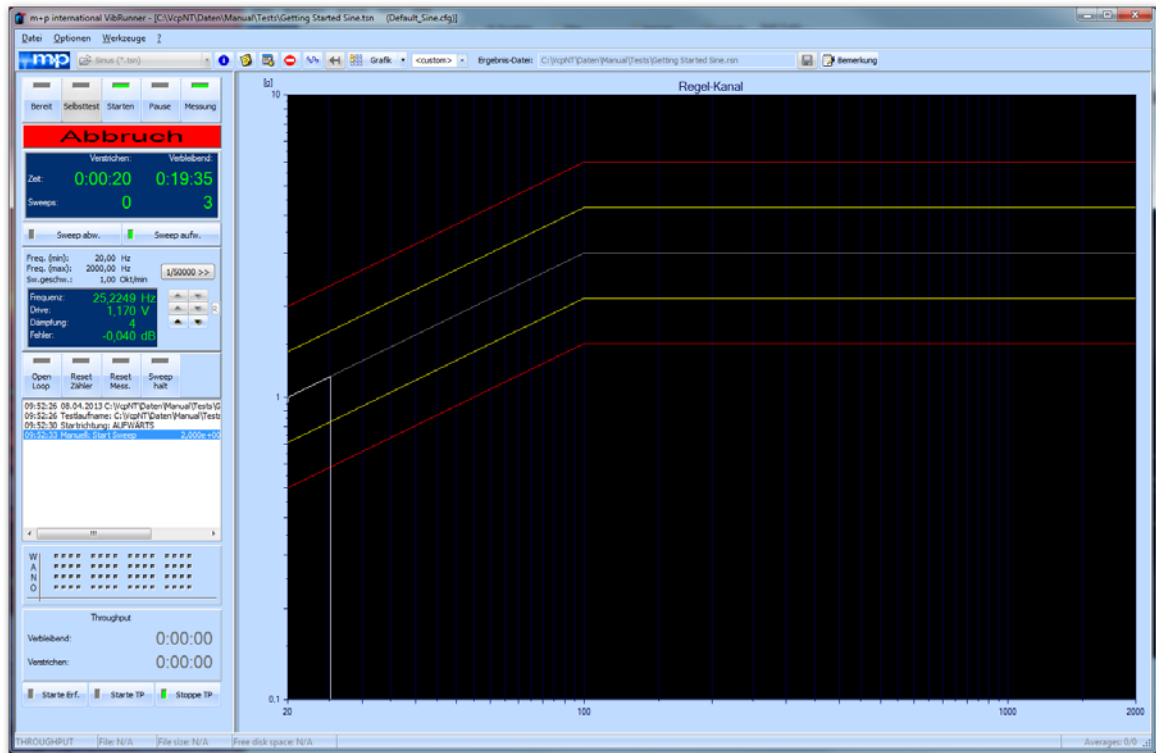 m+p international VibRunner - [C:\VcpNT\Daten\Manual\Tests\Getting Started Sine.tsn (Default_Sine.cfg)]
Datei Optionen Werkzeuge ?
mp Sinus (*.tsn) Grafik <custom> Ergebnis-Datei: C:\VcpNT\Daten\Manual\Tests\Getting Started Sine.rsn Bemerkung
Bereit Selbsttest Starten Pause Messung
Abbruch
Verstrichen: Verbleibend:
Zeit: 0:00:20 0:19:35
Sweeps: 0 3
Sweep abw. Sweep aufw.
Freq. (min): 20,00 Hz
Freq. (max): 2000,00 Hz
Sw.geschw.: 1,00 Okt/min
1/50000 >>
Frequenz: 25,2249 Hz
Drive: 1,170 V
Dämpfung: 4
Fehler: -0,040 dB
Open Loop
Reset Zähler
Reset Mess.
Sweep halt
09:52:26 08.04.2013 C:\VcpNT\Daten\Manual\Tests\G
09:52:26 Testlaufname: C:\VcpNT\Daten\Manual\Tests
09:52:30 Startrichtung: AUFWÄRTS
09:52:33 Manuell: Start Sweep 2,000e+00
W
A
N
O
Throughput
Verbleibend: 0:00:00
Verstrichen: 0:00:00
Starte Erf. Starte TP Stoppe TP
THROUGHPUT File: N/A File size: N/A Free disk space: N/A Averages: 0/0
Regel-Kanal
[g]
10
1
0.1
20 100 1000 2000